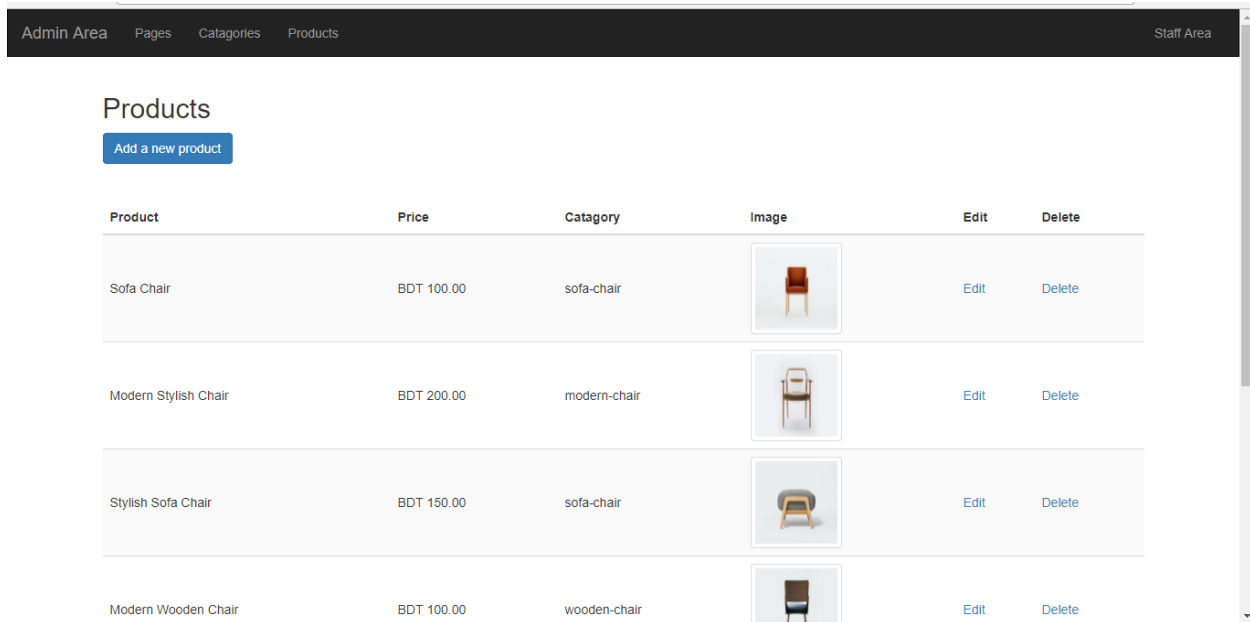 Admin Area Pages Catagories Products Staff Area
Products
Add a new product
Product Price Catagory Image Edit Delete
Sofa Chair BDT 100.00 sofa-chair Edit Delete
Modern Stylish Chair BDT 200.00 modern-chair Edit Delete
Stylish Sofa Chair BDT 150.00 sofa-chair Edit Delete
Modern Wooden Chair BDT 100.00 wooden-chair Edit Delete